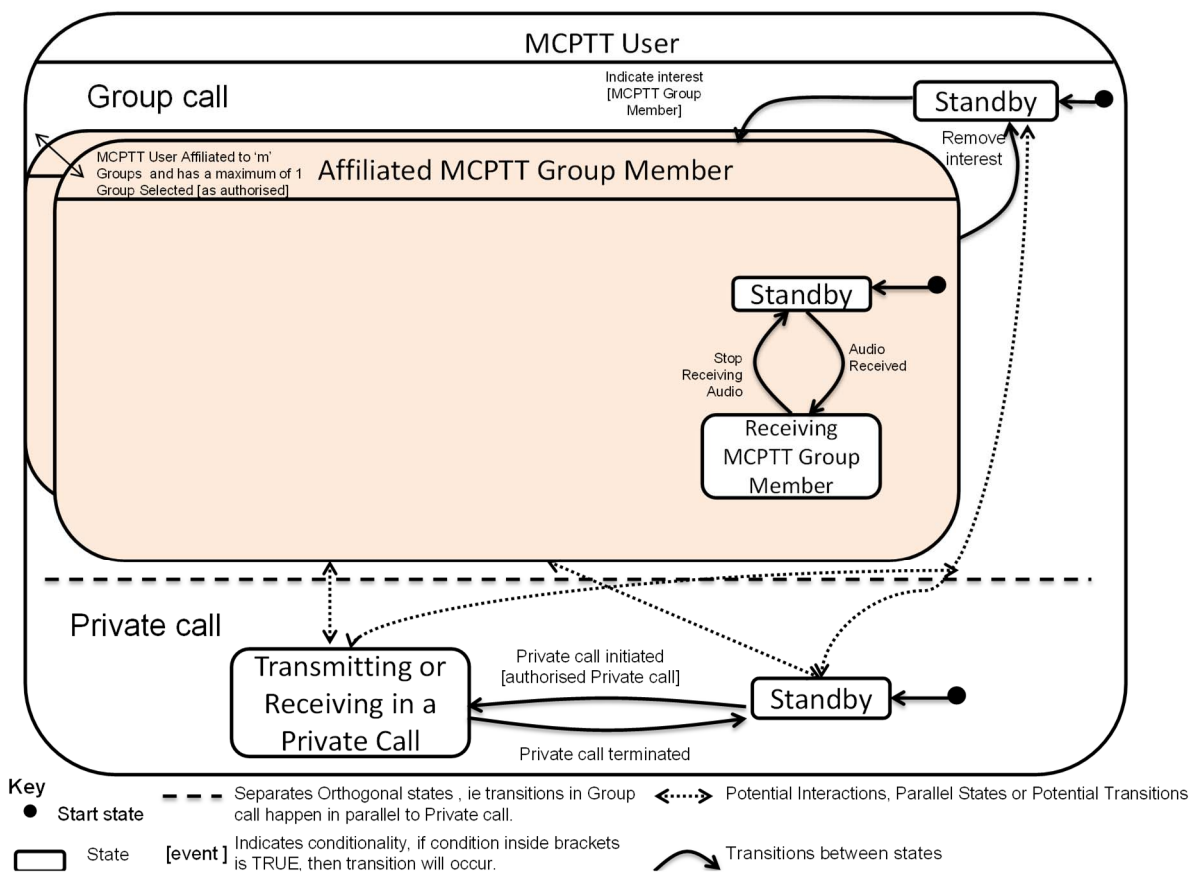 MCPTT User
Group call
Indicate interest
[MCPTT Group
Member]
Standby
Remove
interest
MCPTT User Affiliated to ‘m’
Groups and has a maximum of 1
Group Selected [as authorised]
Affiliated MCPTT Group Member
Standby
Stop
Receiving
Audio
Audio
Received
Receiving
MCPTT Group
Member
Private call
Transmitting or
Receiving in a
Private Call
Private call initiated
[authorised Private call]
Standby
Private call terminated
Key
Start state
Separates Orthogonal states , ie transitions in Group
call happen in parallel to Private call.
Potential Interactions, Parallel States or Potential Transitions
State
[event ]
Indicates conditionality, if condition inside brackets
is TRUE, then transition will occur.
Transitions between states